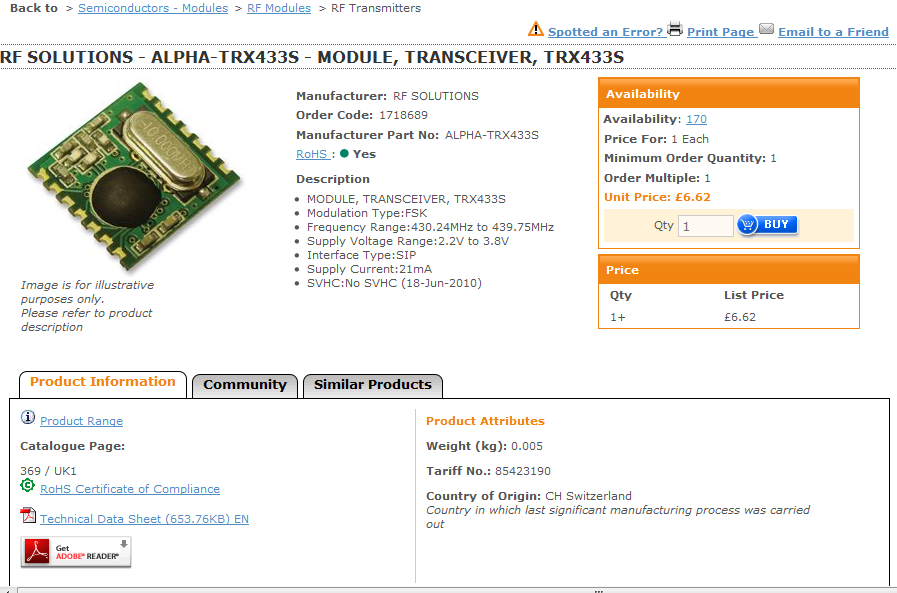 Back to > Semiconductors - Modules > RF Modules > RF Transmitters
Spotted an Error? Print Page Email to a Friend
RF SOLUTIONS - ALPHA-TRX433S - MODULE, TRANSCEIVER, TRX433S
10.000MHz
Image is for illustrative
purposes only.
Please refer to product
description
Manufacturer: RF SOLUTIONS
Order Code: 1718689
Manufacturer Part No: ALPHA-TRX433S
RoHS : Yes
Description
MODULE, TRANSCEIVER, TRX433S
Modulation Type:FSK
Frequency Range:430.24MHz to 439.75MHz
Supply Voltage Range:2.2V to 3.8V
Interface Type:SIP
Supply Current:21mA
SVHC:No SVHC (18-Jun-2010)
Availability
Availability: 170
Price For: 1 Each
Minimum Order Quantity: 1
Order Multiple: 1
Unit Price: £6.62
Qty 1 BUY
Price
Qty List Price
1+ £6.62
Product Information Community Similar Products
Product Range
Catalogue Page:
369 / UK1
RoHS Certificate of Compliance
Technical Data Sheet (653.76KB) EN
Get
ADOBE® READER®
Product Attributes
Weight (kg): 0.005
Tariff No.: 85423190
Country of Origin: CH Switzerland
Country in which last significant manufacturing process was carried
out